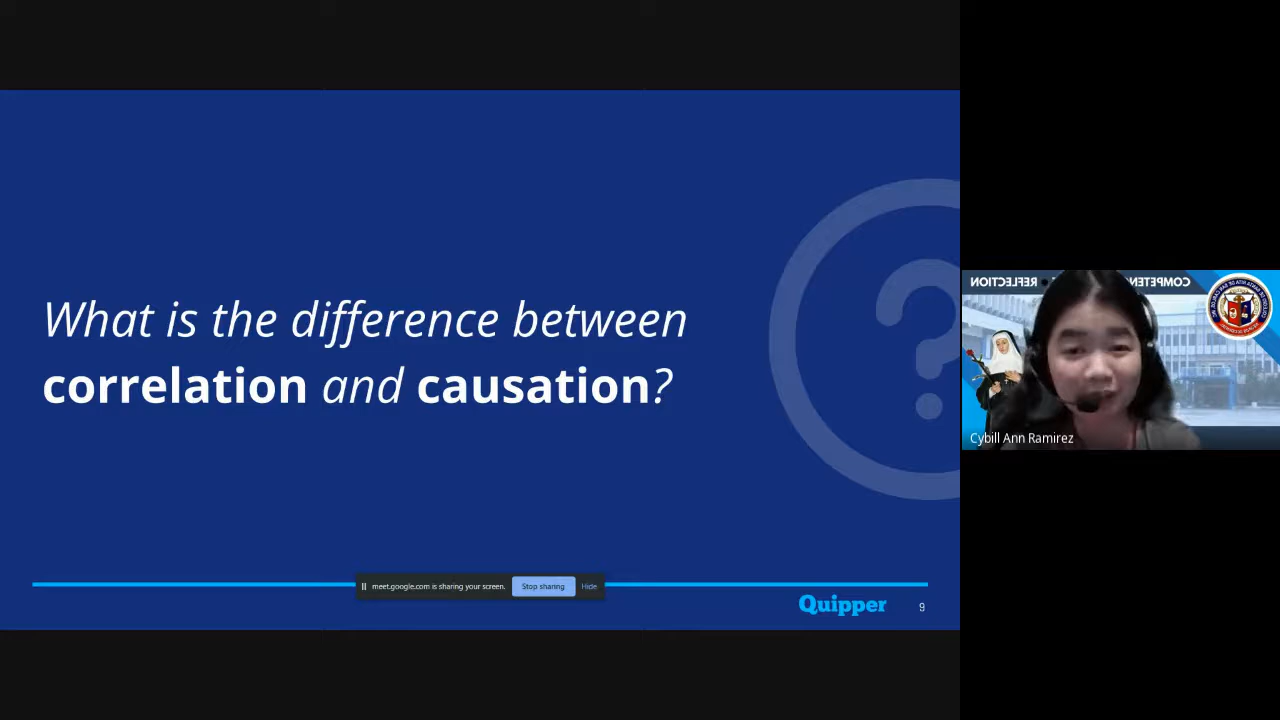 What is the difference between
correlation and causation?
meet.google.com is sharing your screen. Stop sharing Hide
Quipper 9
REFLECTION
COMPETEN
Cybill Ann Ramirez